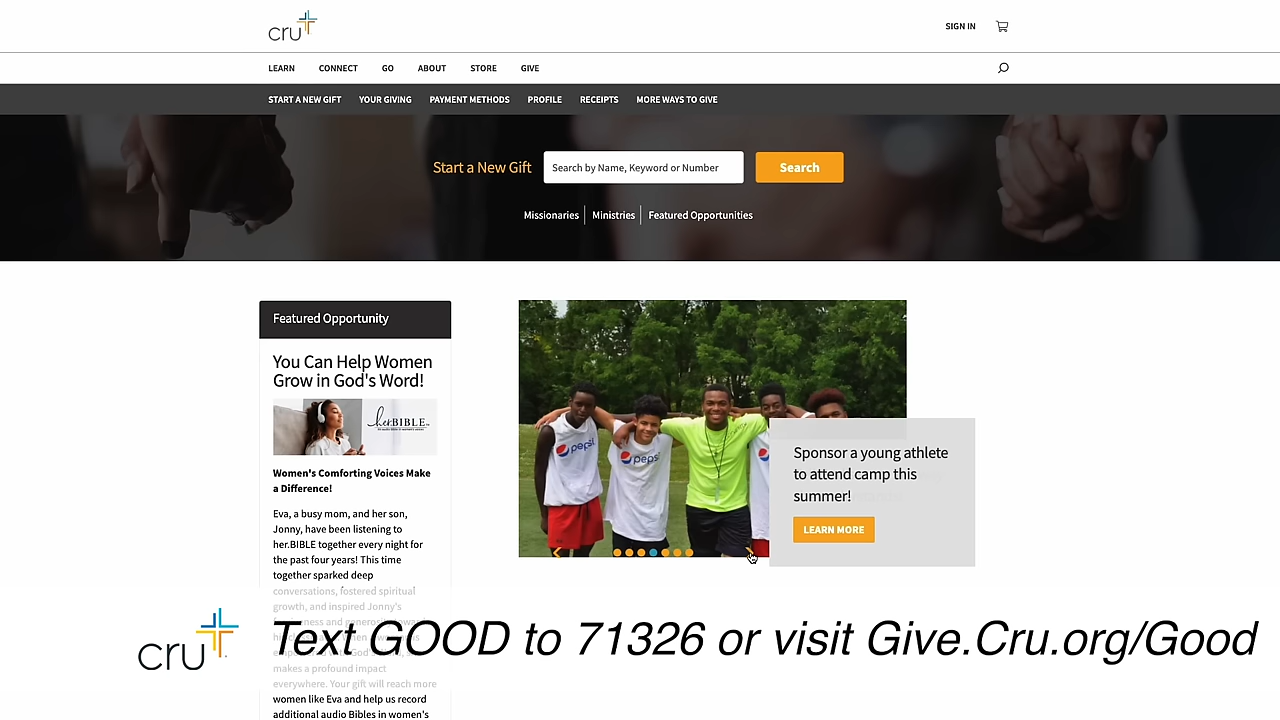 cru
SIGN IN
LEARN CONNECT GO ABOUT STORE GIVE
START A NEW GIFT YOUR GIVING PAYMENT METHODS PROFILE RECEIPTS MORE WAYS TO GIVE
Start a New Gift Search by Name, Keyword or Number Search
Missionaries Ministries Featured Opportunities
Featured Opportunity
You Can Help Women
Grow in God's Word!
herBIBLE
Women's Comforting Voices Make
a Difference!
Eva, a busy mom, and her son,
Jonny, have been listening to
her.BIBLE together every night for
the past four years! This time
together sparked deep
conversations, fostered spiritual
growth, and inspired Jonny's
makes a profound impact
everywhere. Your gift will reach more
women like Eva and help us record
additional audio Bibles in women's
pepsi
pepsi
Sponsor a young athlete
to attend camp this
summer!
LEARN MORE
cru
Text GOOD to 71326 or visit Give.Cru.org/Good